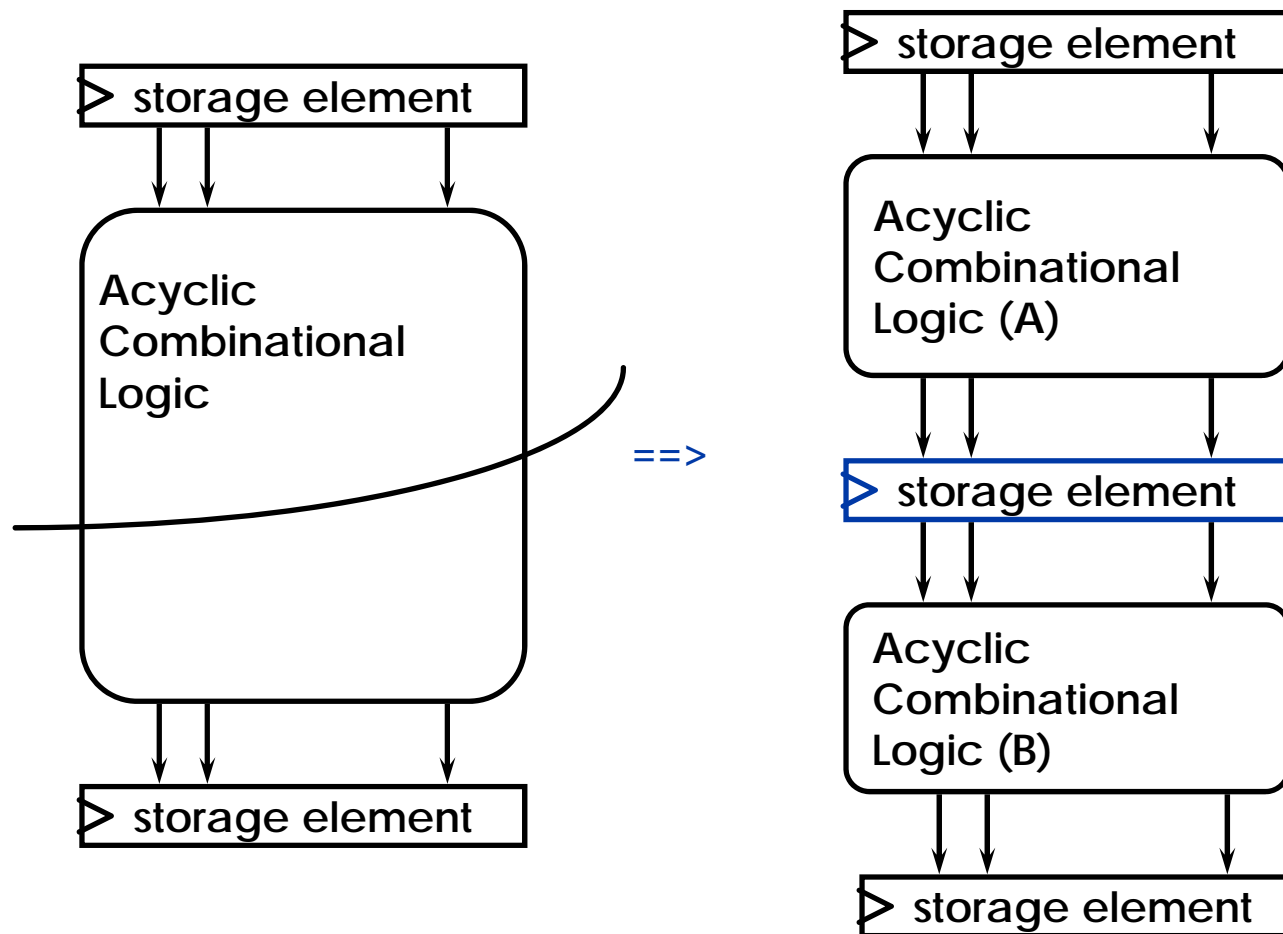 storage element
Acyclic
Combinational
Logic
storage element
==>
storage element
Acyclic
Combinational
Logic (A)
storage element
Acyclic
Combinational
Logic (B)
storage element